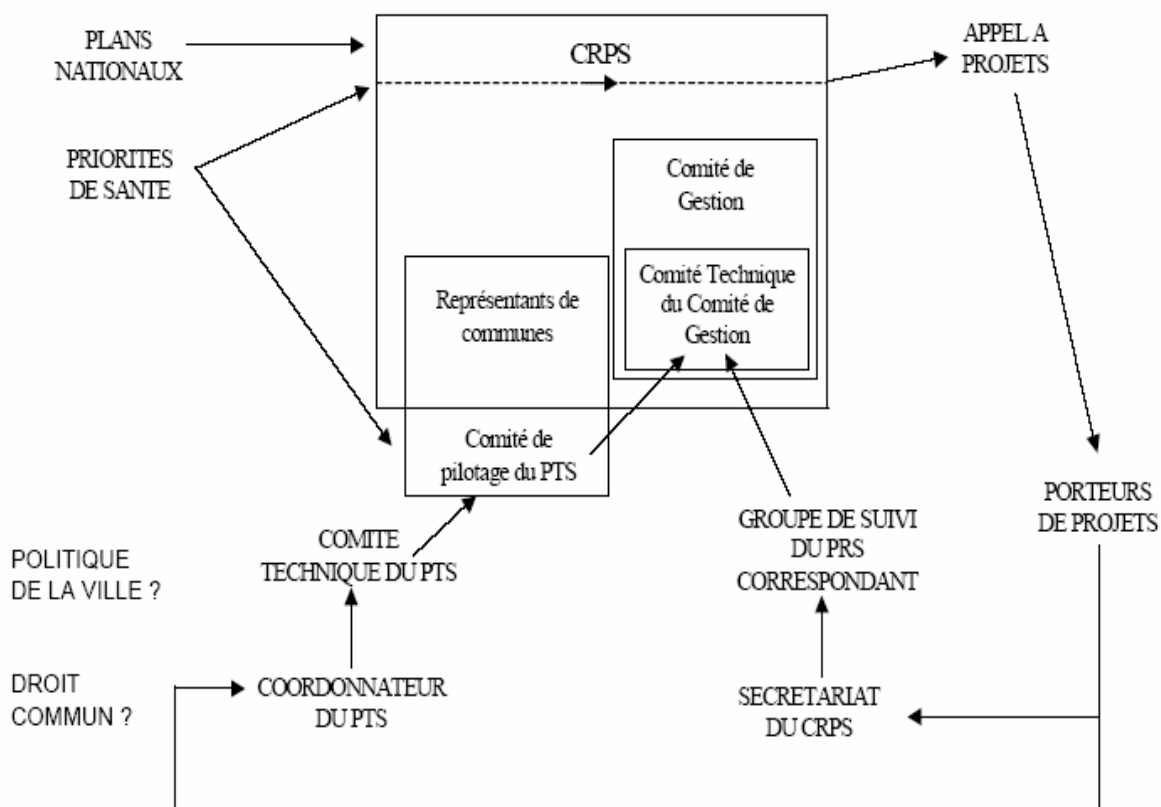 PLANS
NATIONAUX
CRPS
APPEL A
PROJETS
PRIORITES
DE SANTE
Comité de
Gestion
Comité Technique
du Comité de
Gestion
Représentants de
communes
Comité de
pilotage du PTS
PORTEURS
DE PROJETS
GROUPE DE SUIVI
DU PRS
CORRESPONDANT
COMITE
TECHNIQUE DU PTS
POLITIQUE
DE LA VILLE ?
DROIT
COMMUN ?
COORDONNATEUR
DU PTS
SECRETARIAT
DU CRPS